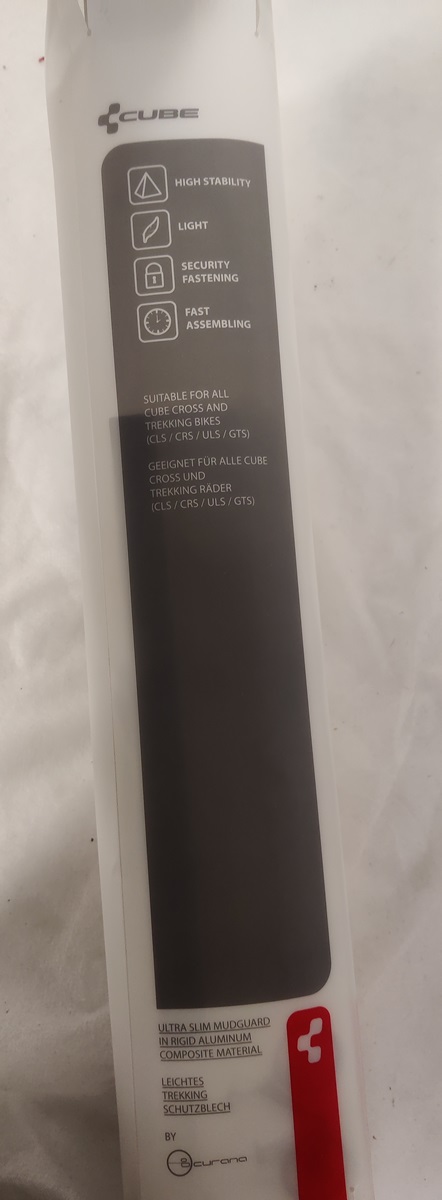 CUBE
HIGH STABILITY
LIGHT
SECURITY
FASTENING
FAST
ASSEMBLING
SUITABLE FOR ALL
CUBE CROSS AND
TREKKING BIKES
(CLS / CRS / ULS / GTS)
GEEIGNET FÜR ALLE CUBE
CROSS UND
TREKKING RÄDER
(CLS / CRS / ULS / GTS)
ULTRA SLIM MUDGUARD
IN RIGID ALUMINUM
COMPOSITE MATERIAL
LEICHTES
TREKKING
SCHUTZBLECH
BY
curana